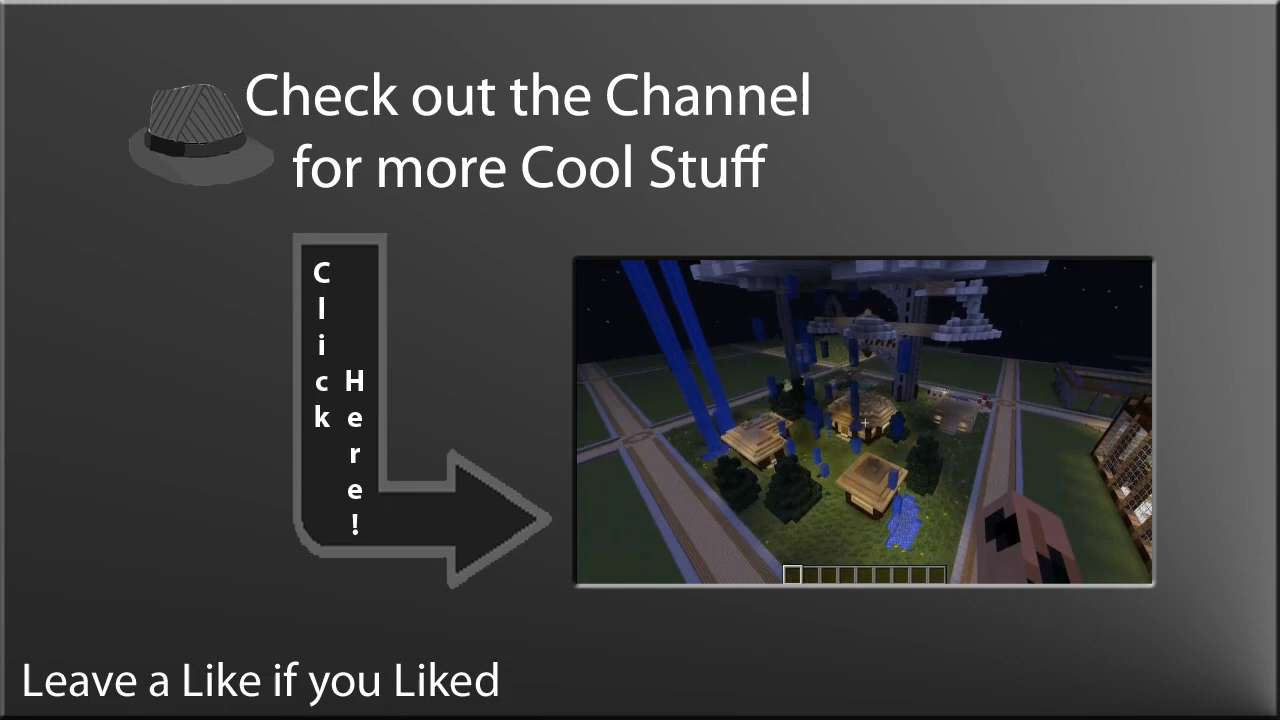 Check out the Channel
for more Cool Stuff
Click
Here!
Leave a Like if you Liked